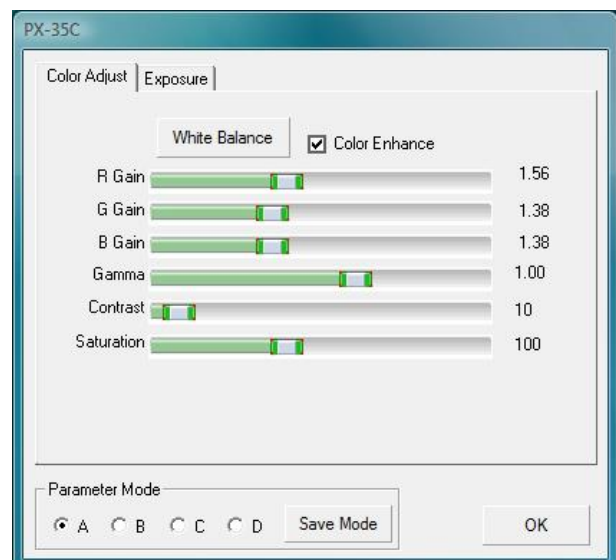 PX-35C
Color Adjust Exposure
White Balance Color Enhance
R Gain 1.56
G Gain 1.38
B Gain 1.38
Gamma 1.00
Contrast 10
Saturation 100
Parameter Mode
A B C D Save Mode OK